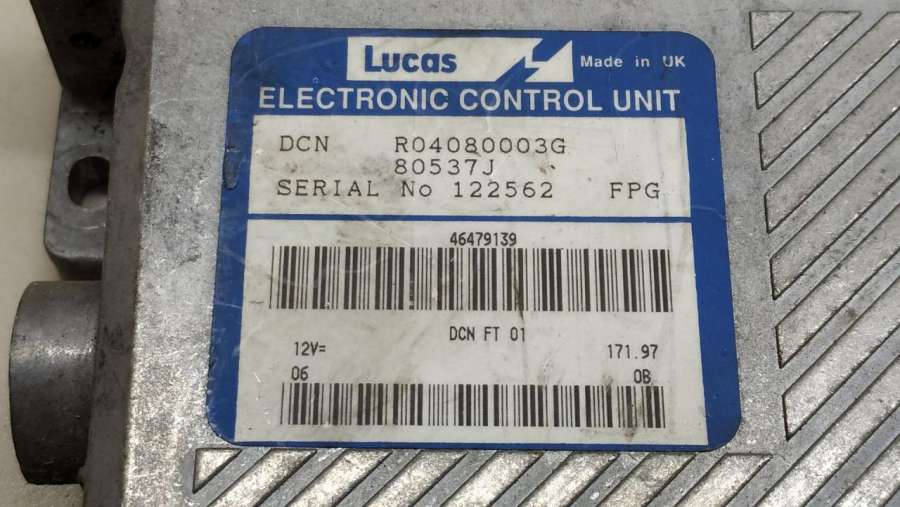 Lucas Made in UK
ELECTRONIC CONTROL UNIT
DCN R04080003G
80537J
SERIAL No 122562 FPG
46479139
DCN FT 01
12V= 171.97
06 0B